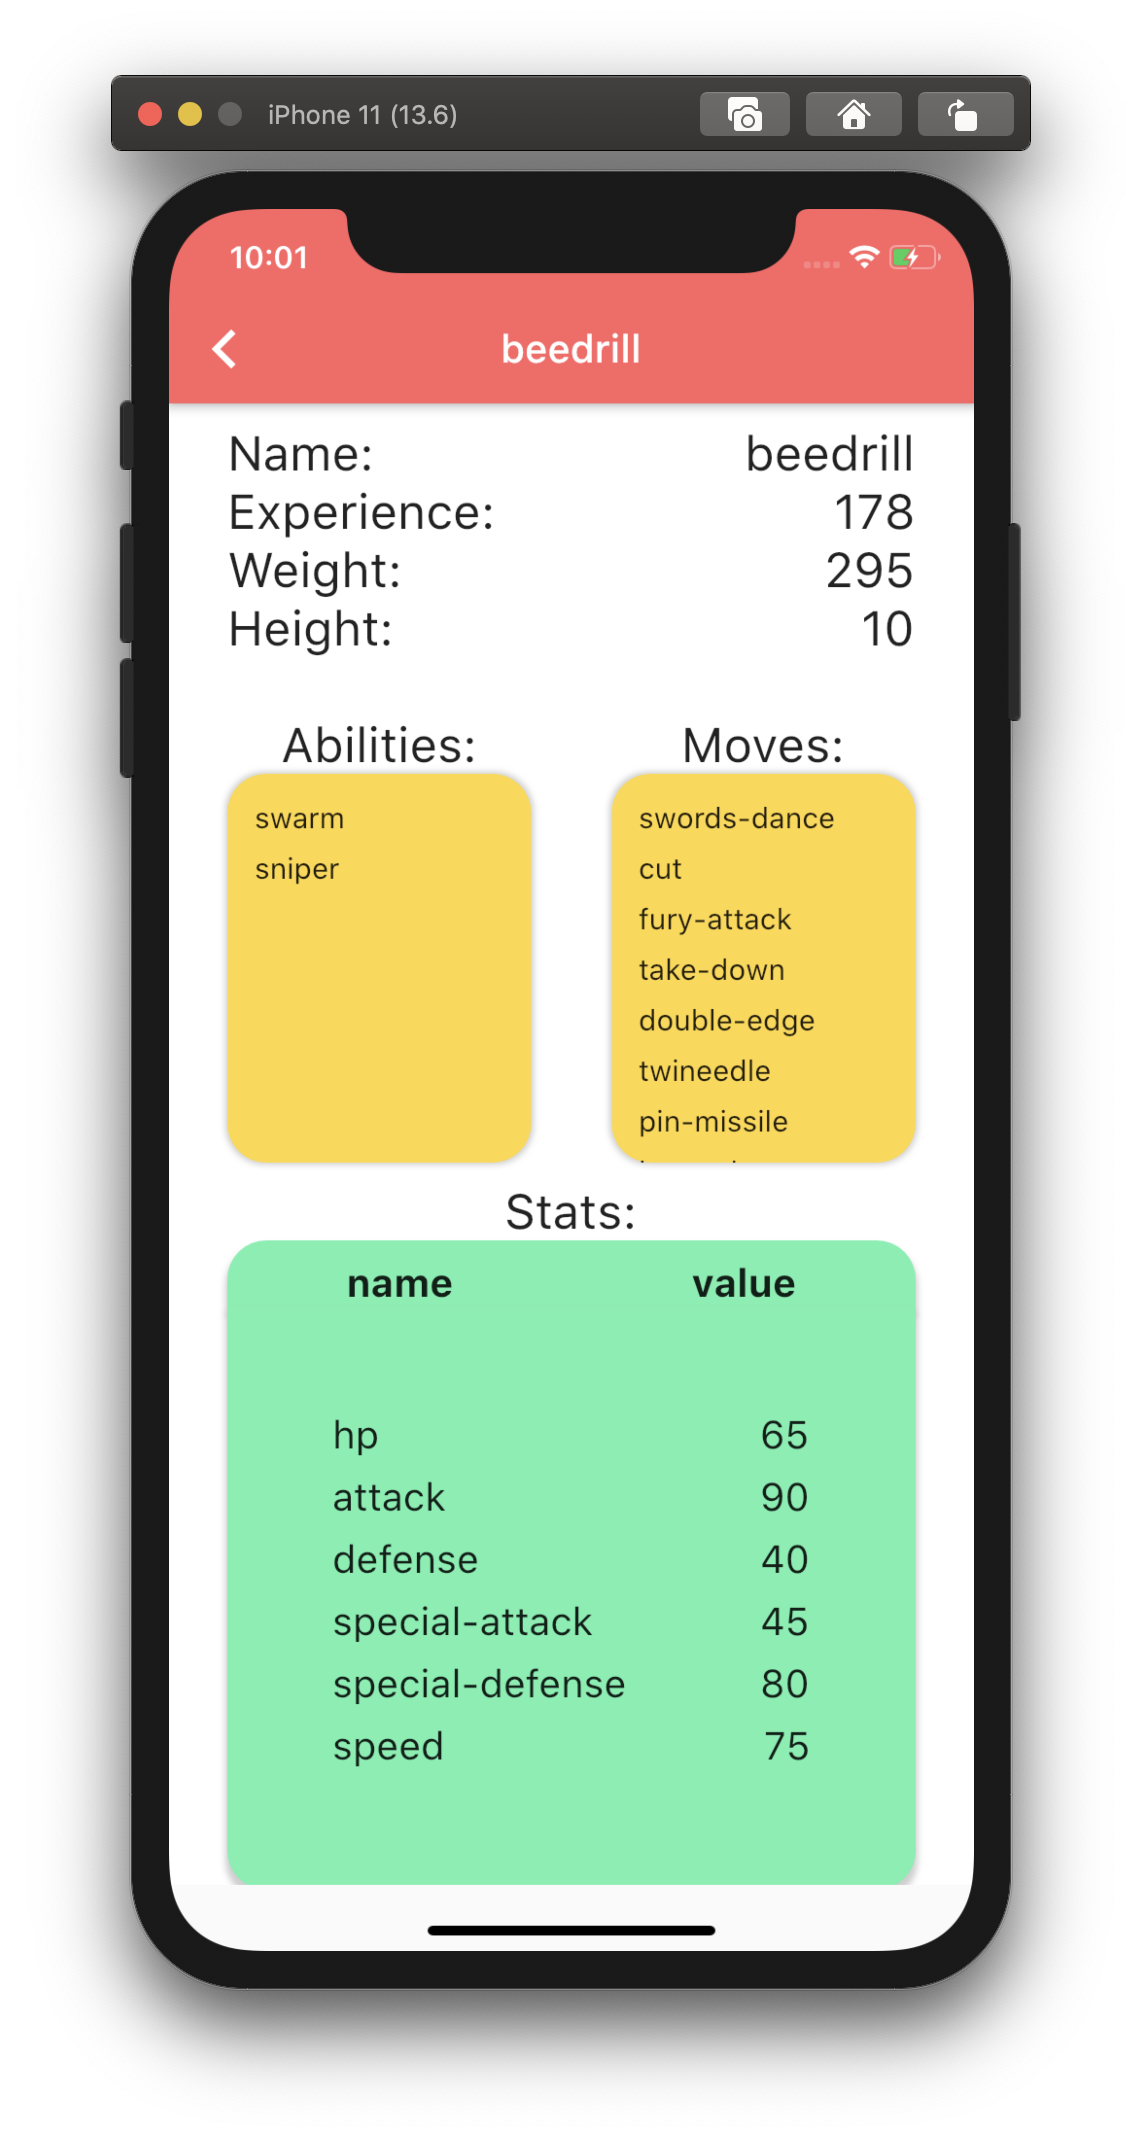 iPhone 11 (13.6)
10:01
beedrill
Name: beedrill
Experience: 178
Weight: 295
Height: 10
Abilities: Moves:
swarm
sniper
swords-dance
cut
fury-attack
take-down
double-edge
twineedle
pin-missile
Stats:
name value
hp 65
attack 90
defense 40
special-attack 45
special-defense 80
speed 75